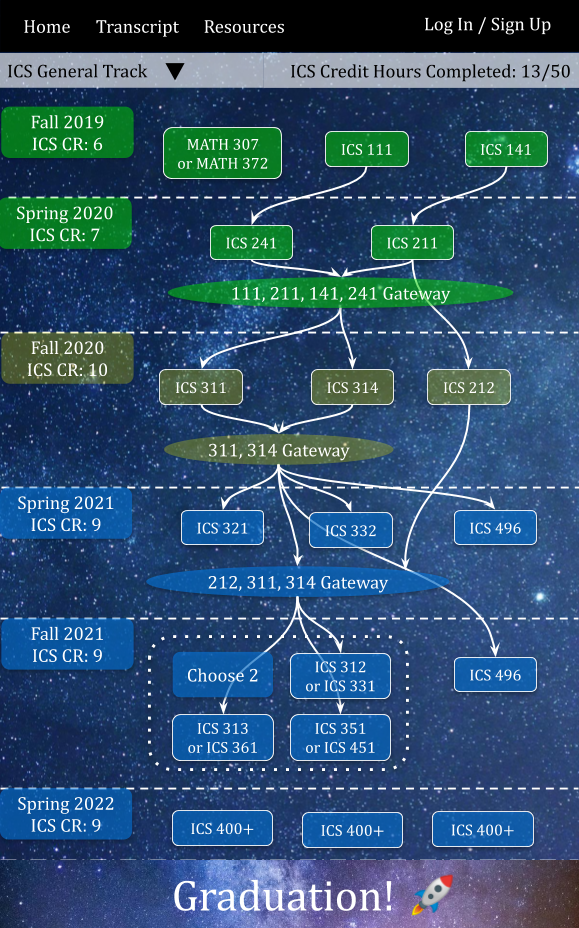 Home Transcript Resources Log In / Sign Up
ICS General Track ICS Credit Hours Completed: 13/50
Fall 2019
ICS CR: 6
MATH 307
or MATH 372
ICS 111
ICS 141
Spring 2020
ICS CR: 7
ICS 241
ICS 211
111, 211, 141, 241 Gateway
Fall 2020
ICS CR: 10
ICS 311
ICS 314
ICS 212
311, 314 Gateway
Spring 2021
ICS CR: 9
ICS 321
ICS 332
ICS 496
212, 311, 314 Gateway
Fall 2021
ICS CR: 9
Choose 2
ICS 312
or ICS 331
ICS 496
ICS 313
or ICS 361
ICS 351
or ICS 451
Spring 2022
ICS CR: 9
ICS 400+
ICS 400+
ICS 400+
Graduation!